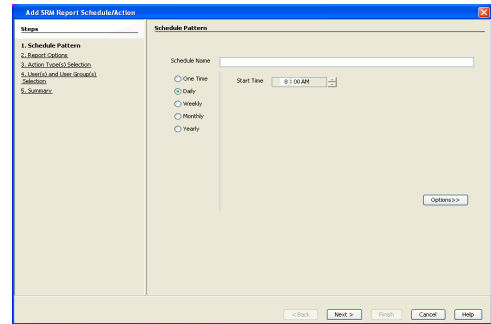 Add SRM Report Schedule/Action
Steps
1. Schedule Pattern
2. Report Options
3. Action Type(s) Selection
4. User(s) and User Group(s)
Selection
5. Summary
Schedule Pattern
Schedule Name
One Time
Daily
Weekly
Monthly
Yearly
Start Time 8 : 00 AM
Options>>
< Back Next > Finish Cancel Help